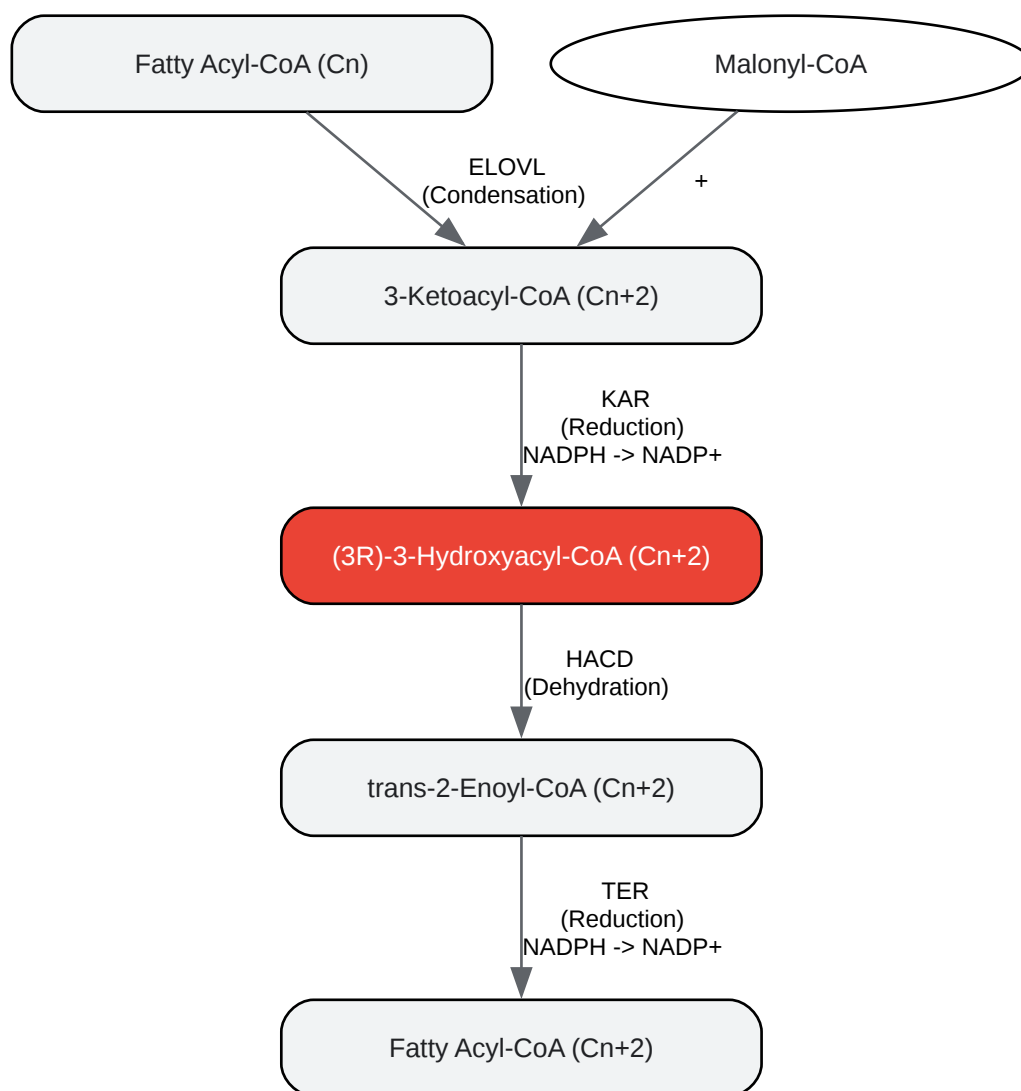 Fatty Acyl-CoA (Cn)
Malonyl-CoA
ELOVL
(Condensation)
+
3-Ketoacyl-CoA (Cn+2)
KAR
(Reduction)
NADPH -> NADP+
(3R)-3-Hydroxyacyl-CoA (Cn+2)
HACD
(Dehydration)
trans-2-Enoyl-CoA (Cn+2)
TER
(Reduction)
NADPH -> NADP+
Fatty Acyl-CoA (Cn+2)